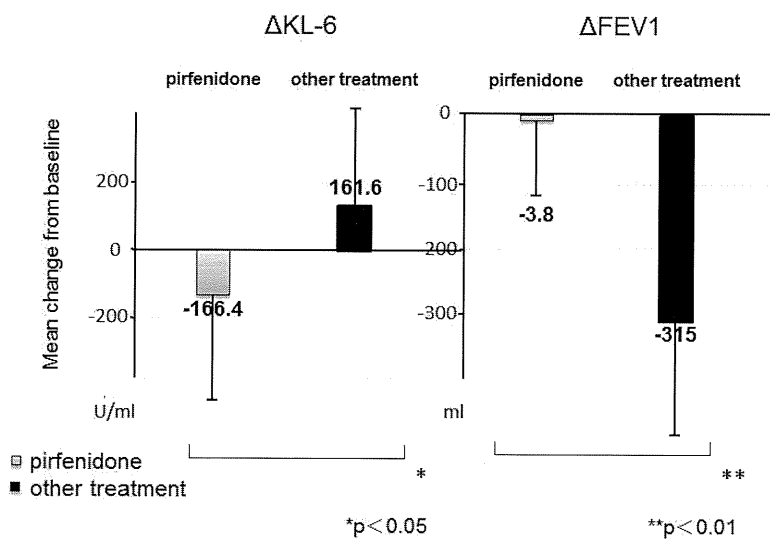 ΔKL-6
ΔFEV1
pirfenidone
other treatment
pirfenidone
other treatment
Mean change from baseline
200
0
-200
U/ml
161.6
-166.4
0
-100
-200
-300
ml
-3.8
-315
pirfenidone
other treatment
*
**
*p<0.05
**p<0.01